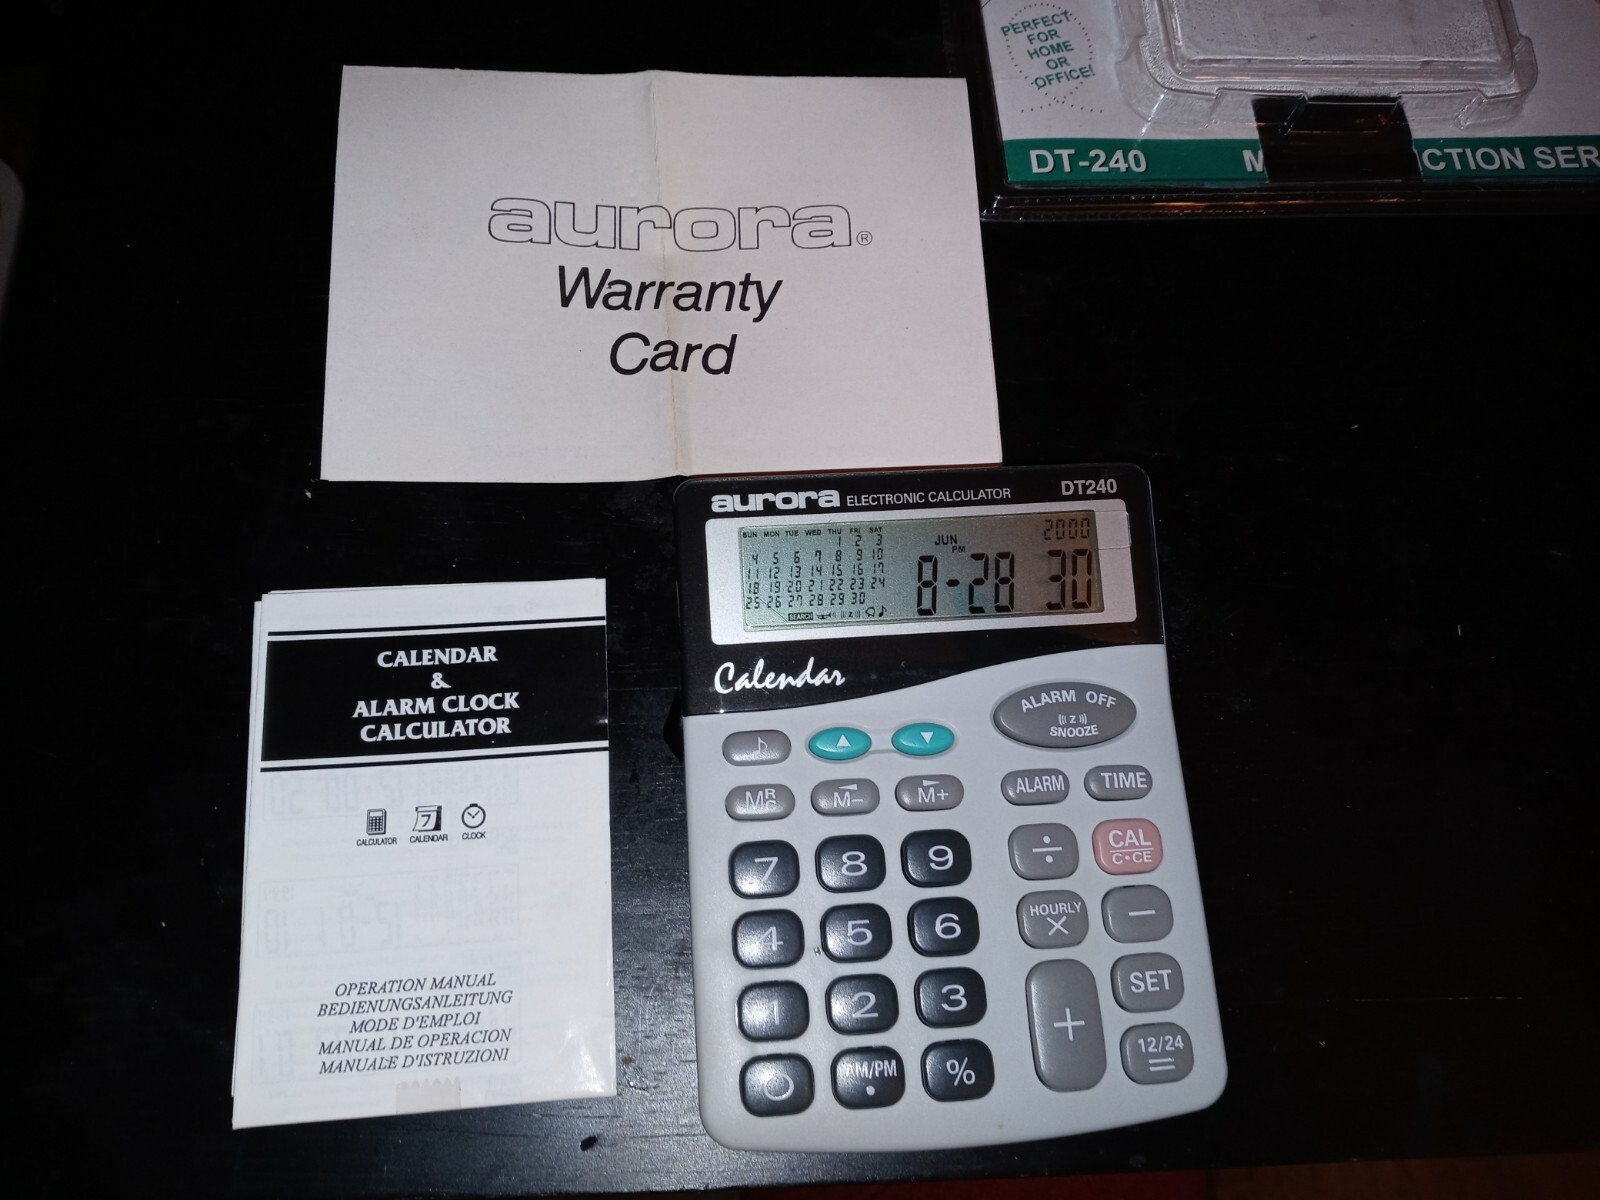 PERFECT
FOR
HOME
OR
OFFICE!
DT-240
CTION SER
aurora®
Warranty
Card
aurora ELECTRONIC CALCULATOR DT240
SUN MON TUE WED THU FRI SAT
1 2 3
4 5 6 7 8 9 10
11 12 13 14 15 16 17
18 19 20 21 22 23 24
25 26 27 28 29 30
SEARCH
2000
JUN
PM
8-28 30
Calendar
ALARM OFF
((( z )))
SNOOZE
ALARM TIME
MRC M- M+
7 8 9 ÷ CAL
C•CE
4 5 6 HOURLY
× −
1 2 3 + SET
0 AM/PM
• % 12/24
=
CALENDAR
&
ALARM CLOCK
CALCULATOR
7
CALCULATOR CALENDAR CLOCK
OPERATION MANUAL
BEDIENUNGSANLEITUNG
MODE D'EMPLOI
MANUAL DE OPERACION
MANUALE D'ISTRUZIONI